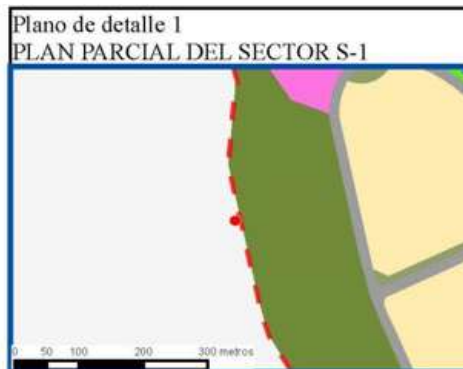 Plano de detalle 1
PLAN PARCIAL DEL SECTOR S-1
0 50 100 200 300 metros